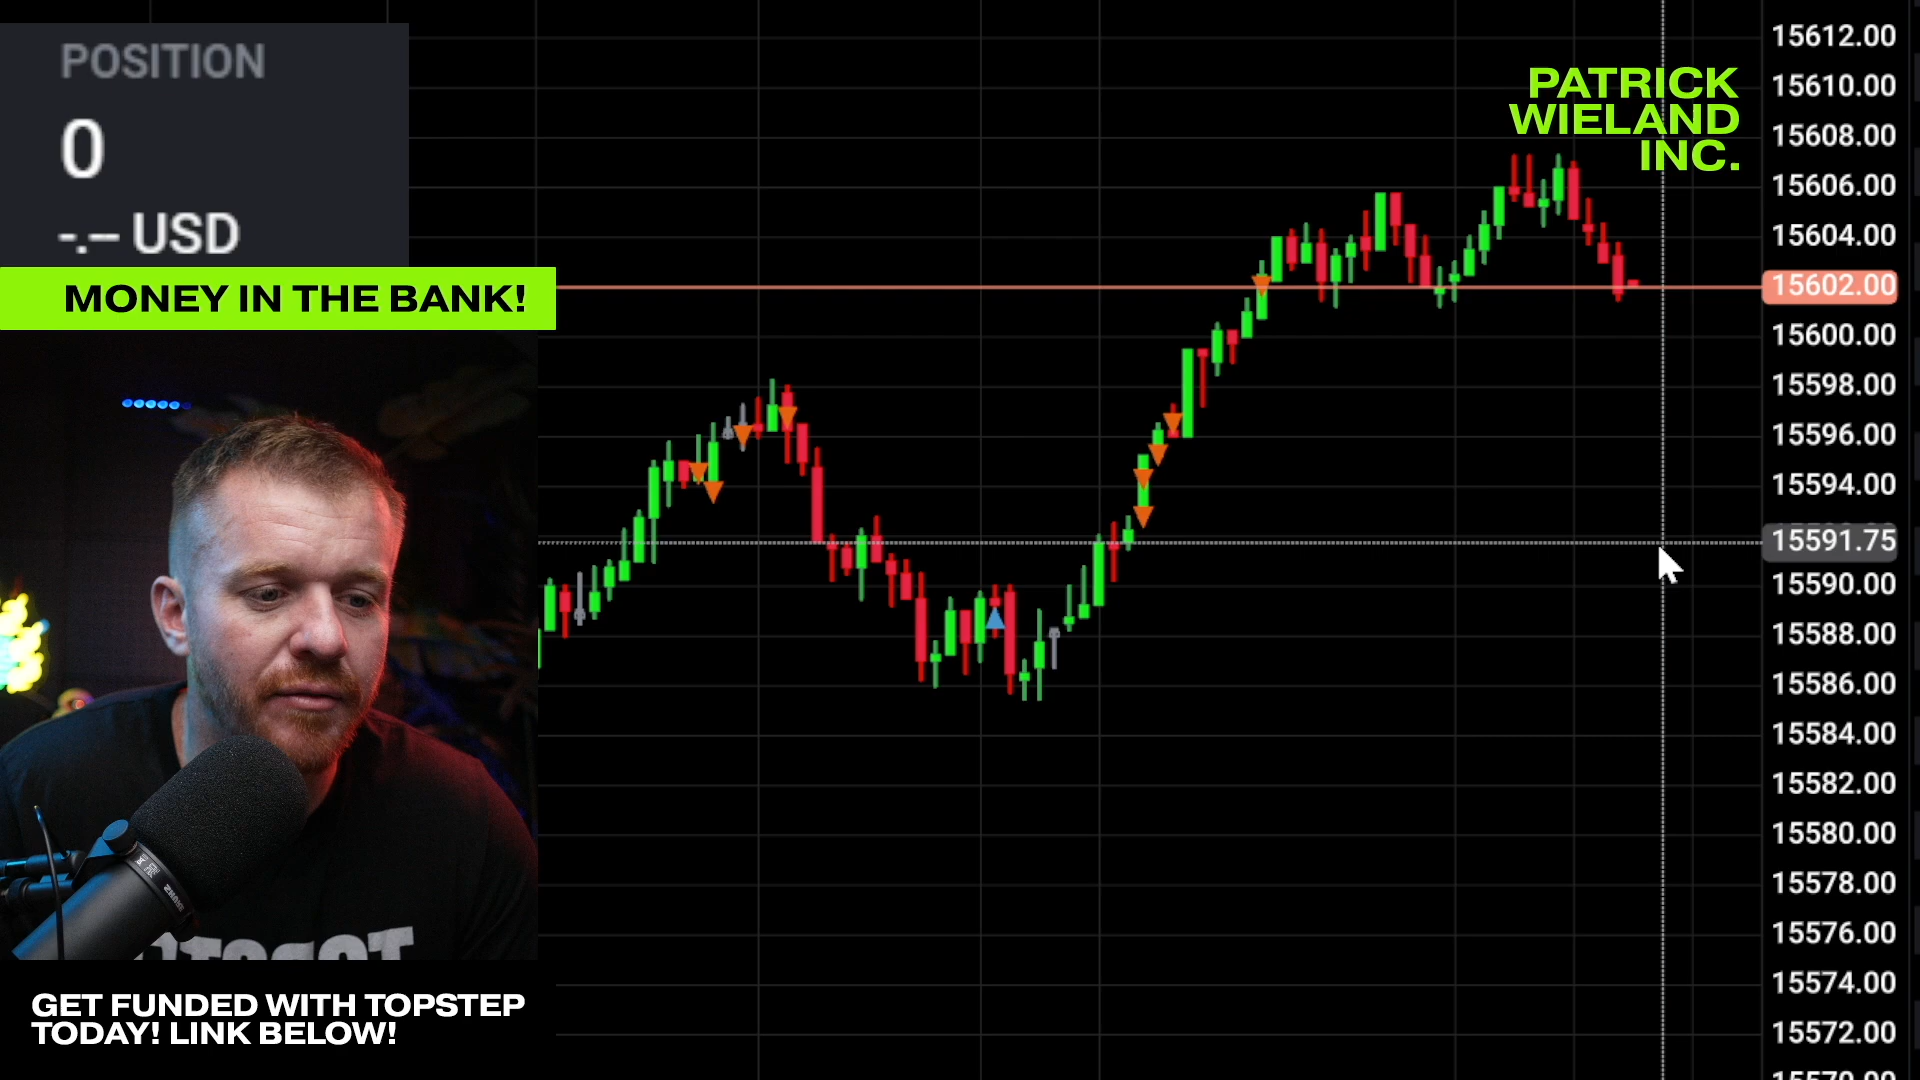 POSITION
0
-.-- USD
MONEY IN THE BANK!
GET FUNDED WITH TOPSTEP
TODAY! LINK BELOW!
PATRICK
WIELAND
INC.
15612.00
15610.00
15608.00
15606.00
15604.00
15602.00
15600.00
15598.00
15596.00
15594.00
15591.75
15590.00
15588.00
15586.00
15584.00
15582.00
15580.00
15578.00
15576.00
15574.00
15572.00